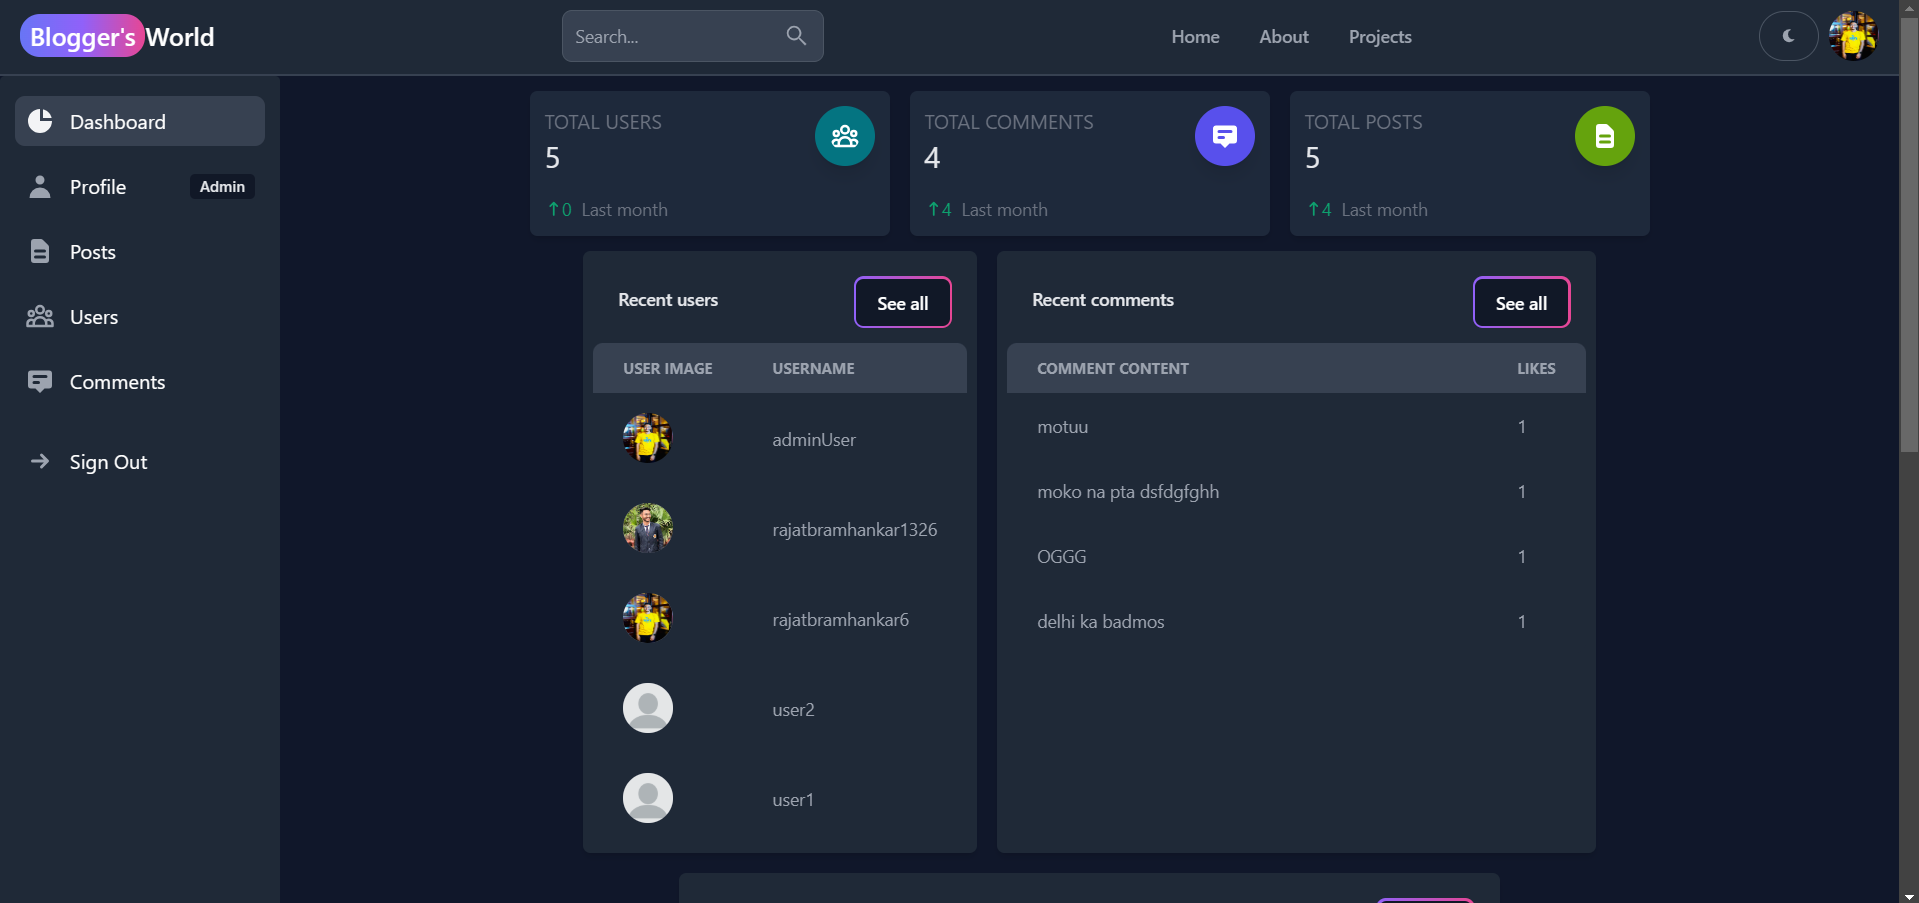 Blogger's World
Search...
Home About Projects
Dashboard
Profile Admin
Posts
Users
Comments
Sign Out
TOTAL USERS
5
0 Last month
TOTAL COMMENTS
4
4 Last month
TOTAL POSTS
5
4 Last month
Recent users See all
USER IMAGE USERNAME
adminUser
rajatbramhankar1326
rajatbramhankar6
user2
user1
Recent comments See all
COMMENT CONTENT LIKES
motuu 1
moko na pta dsfdgfghh 1
OGGG 1
delhi ka badmos 1